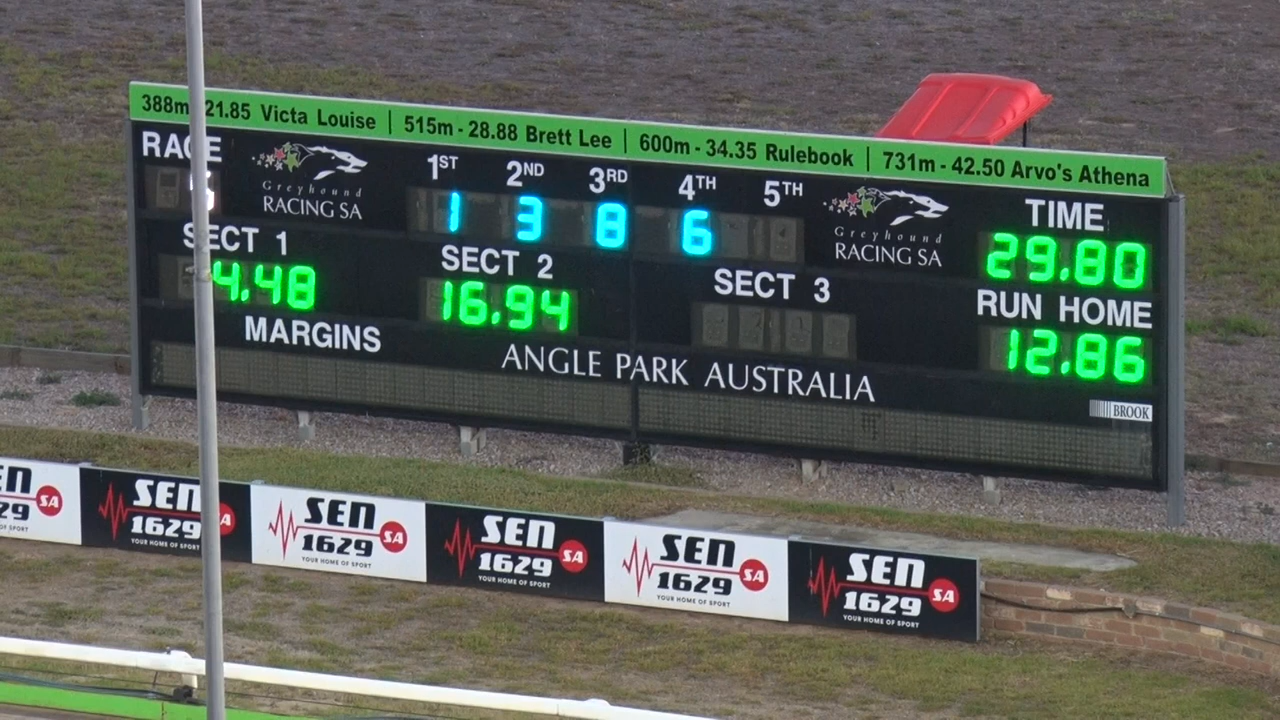 388m 21.85 Victa Louise | 515m - 28.88 Brett Lee | 600m - 34.35 Rulebook | 731m - 42.50 Arvo's Athena
RACE
Greyhound
RACING SA
1ST 2ND 3RD 4TH 5TH
1 3 8 6
Greyhound
RACING SA
TIME
29.80
SECT 1
4.48
SECT 2
16.94
SECT 3
RUN HOME
12.86
MARGINS
ANGLE PARK AUSTRALIA
BROOK
SA
SEN
1629
YOUR HOME OF SPORT
SEN
1629 SA
YOUR HOME OF SPORT
SEN
1629 SA
YOUR HOME OF SPORT
SEN
1629 SA
YOUR HOME OF SPORT
SEN
1629 SA
YOUR HOME OF SPORT